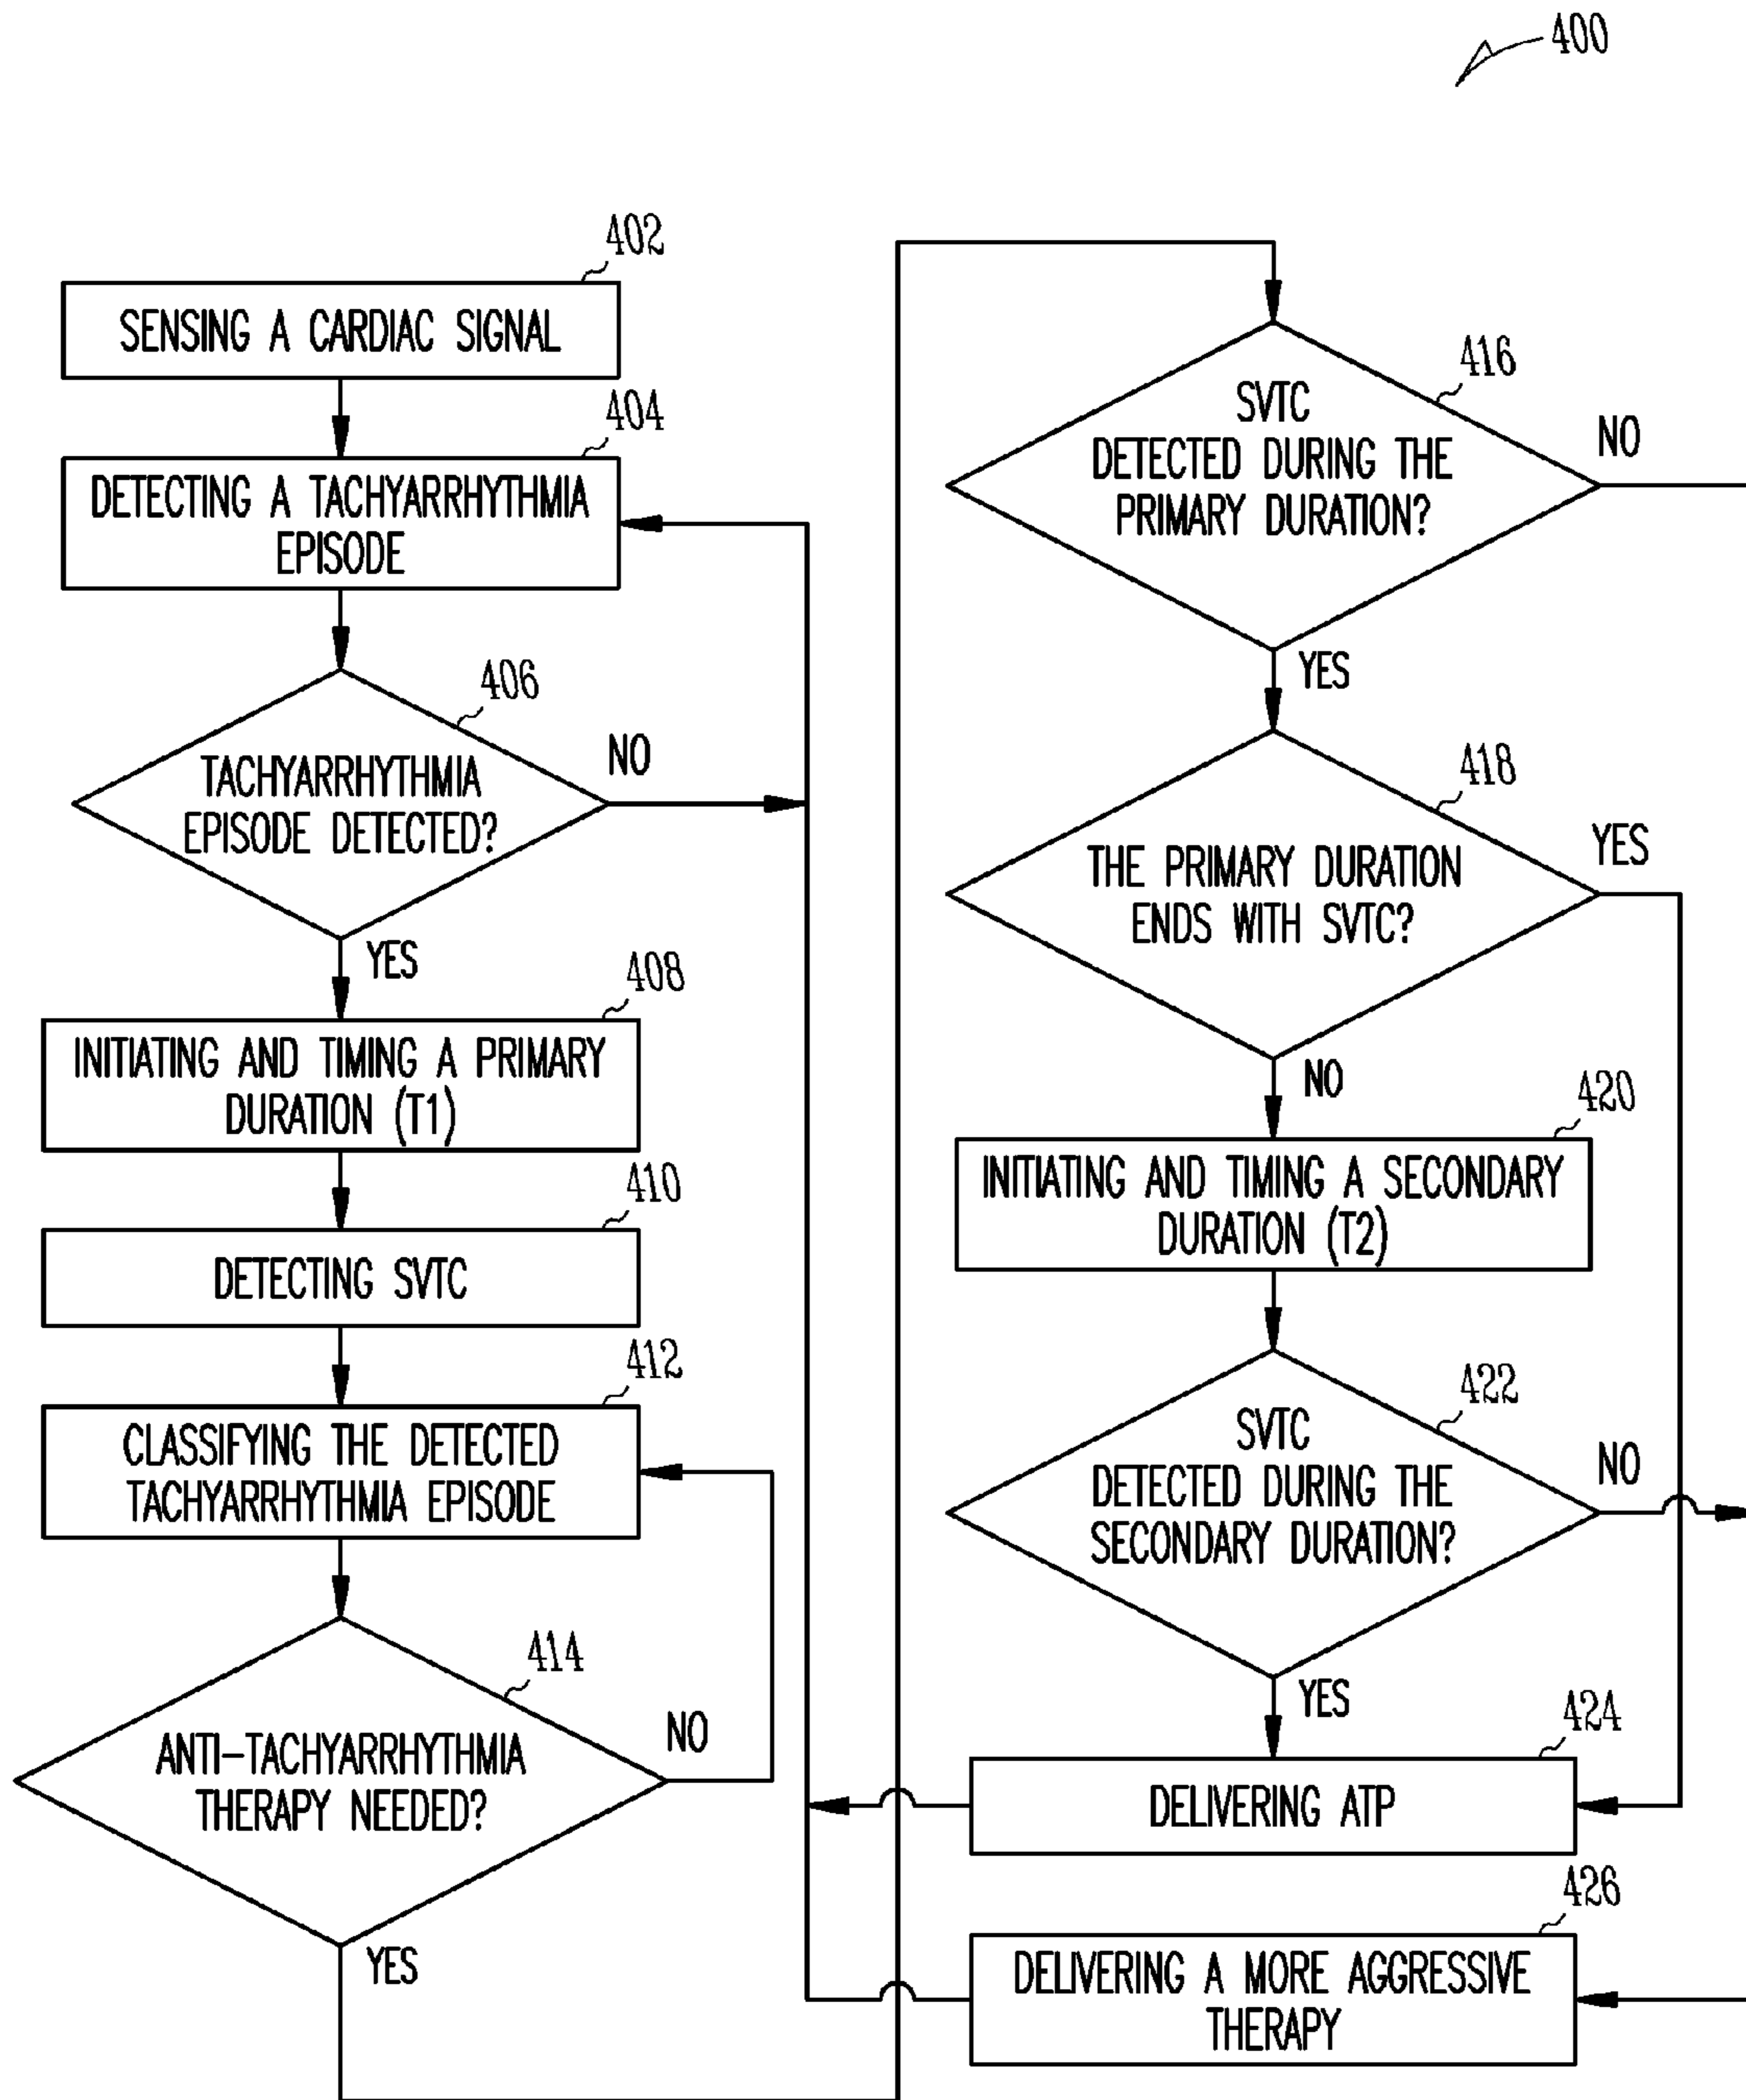 400
402
SENSING A CARDIAC SIGNAL
404
DETECTING A TACHYARRHYTHMIA
EPISODE
406
TACHYARRHYTHMIA
EPISODE DETECTED?
NO
YES
408
INITIATING AND TIMING A PRIMARY
DURATION (T1)
410
DETECTING SVTC
412
CLASSIFYING THE DETECTED
TACHYARRHYTHMIA EPISODE
414
ANTI-TACHYARRHYTHMIA
THERAPY NEEDED?
NO
YES
416
SVTC
DETECTED DURING THE
PRIMARY DURATION?
NO
YES
418
THE PRIMARY DURATION
ENDS WITH SVTC?
YES
NO
420
INITIATING AND TIMING A SECONDARY
DURATION (T2)
422
SVTC
DETECTED DURING THE
SECONDARY DURATION?
NO
YES
424
DELIVERING ATP
426
DELIVERING A MORE AGGRESSIVE
THERAPY